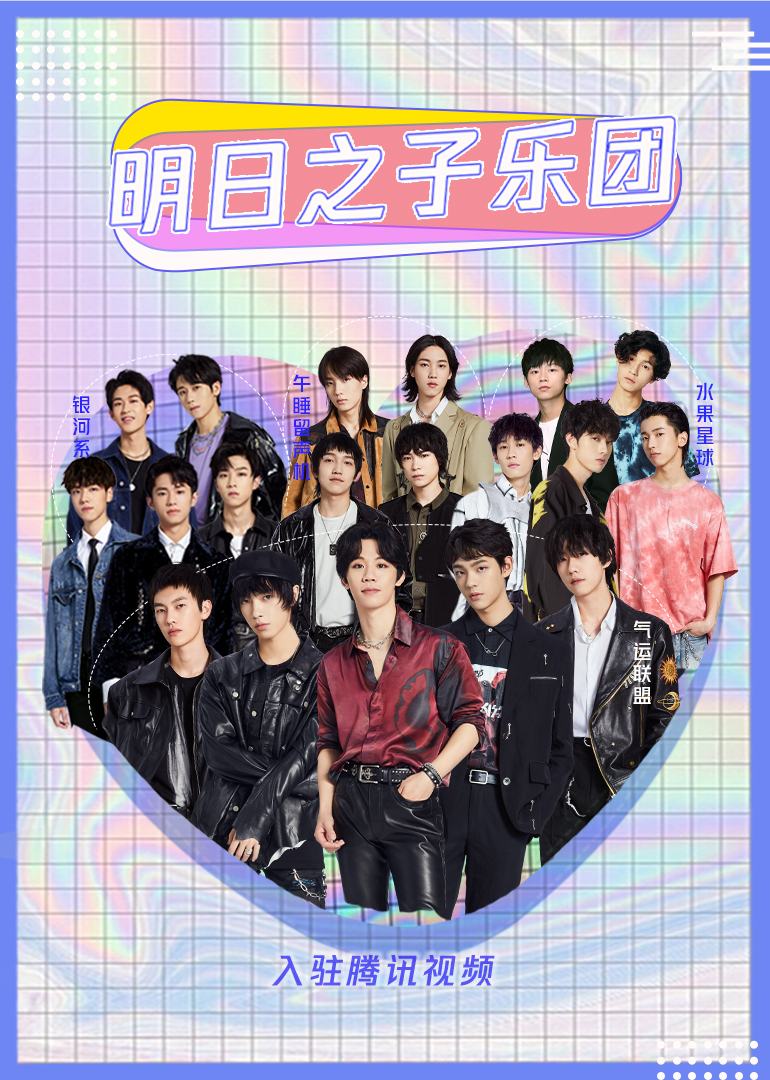 明日之子乐团
银河系
午睡留声机
水果星球
气运联盟
入驻腾讯视频